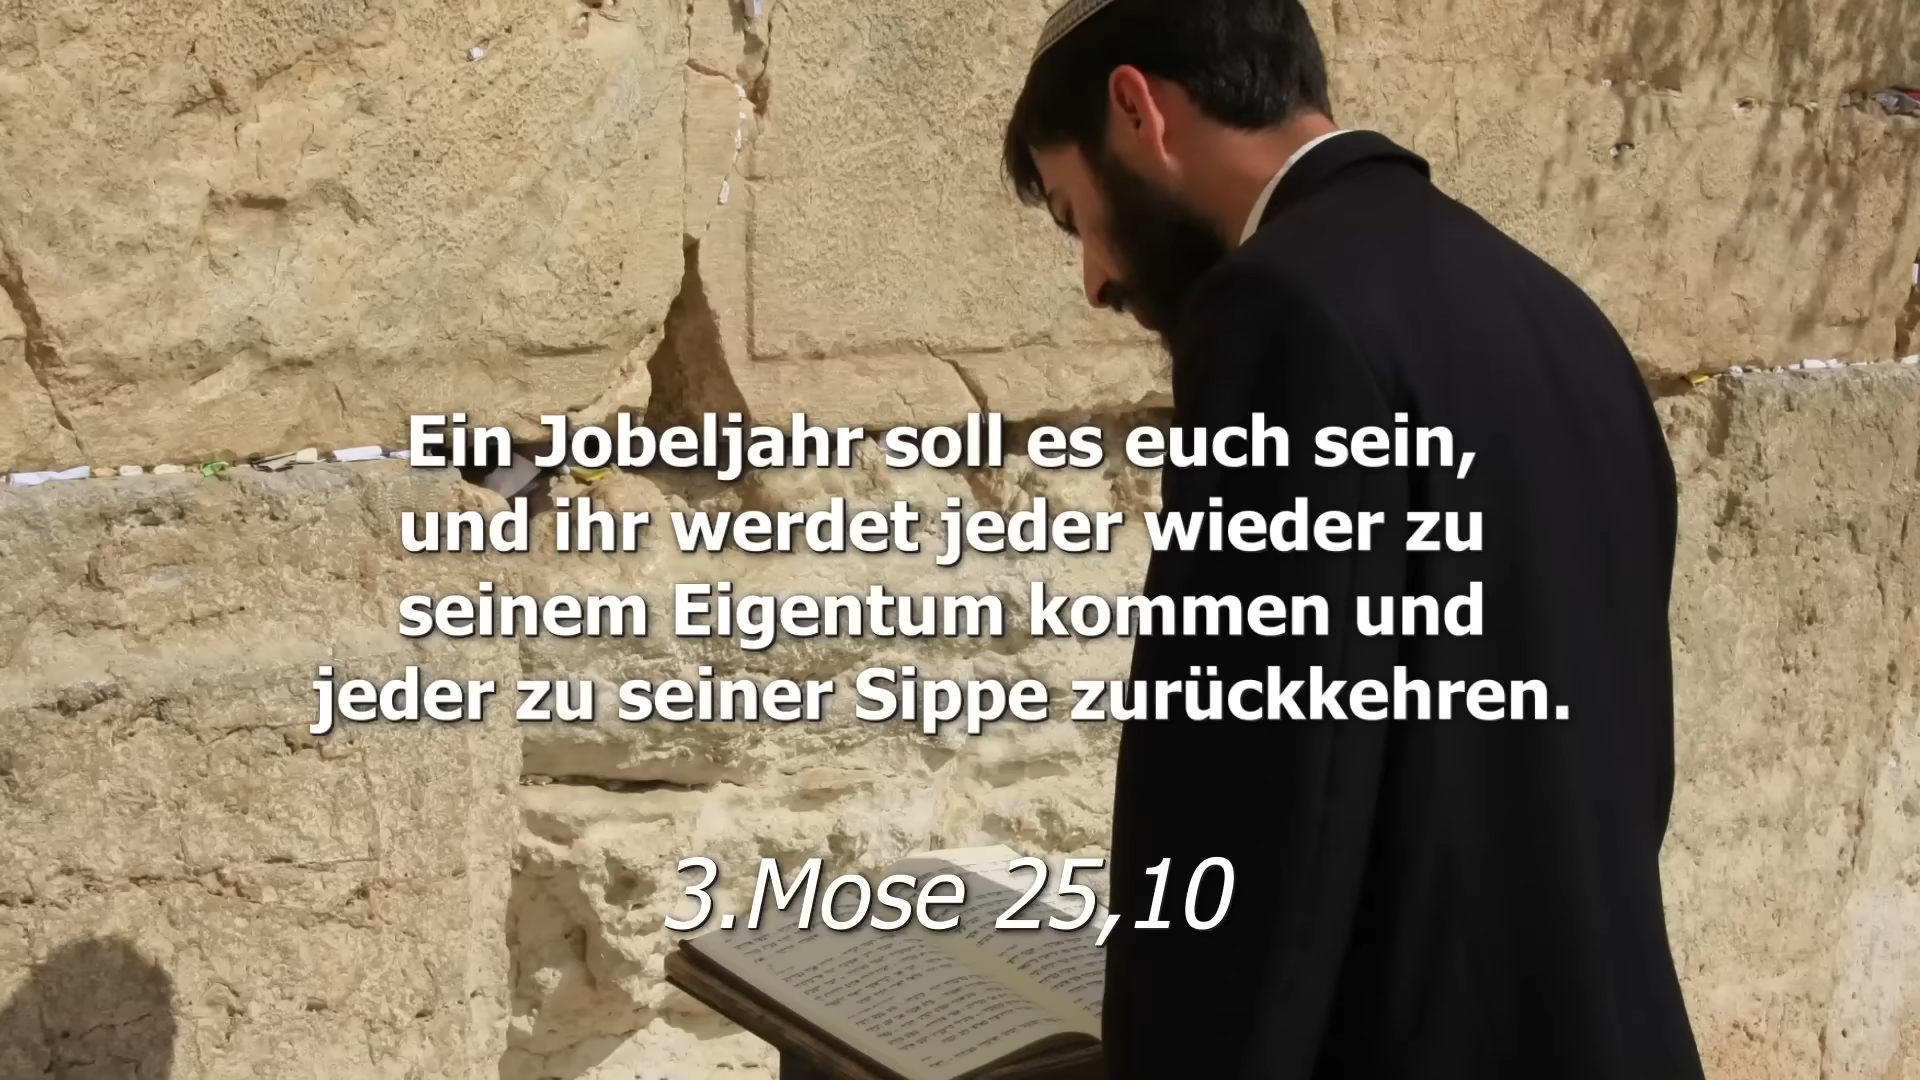 Ein Jobeljahr soll es euch sein,
und ihr werdet jeder wieder zu
seinem Eigentum kommen und
jeder zu seiner Sippe zurückkehren.
3.Mose 25,10